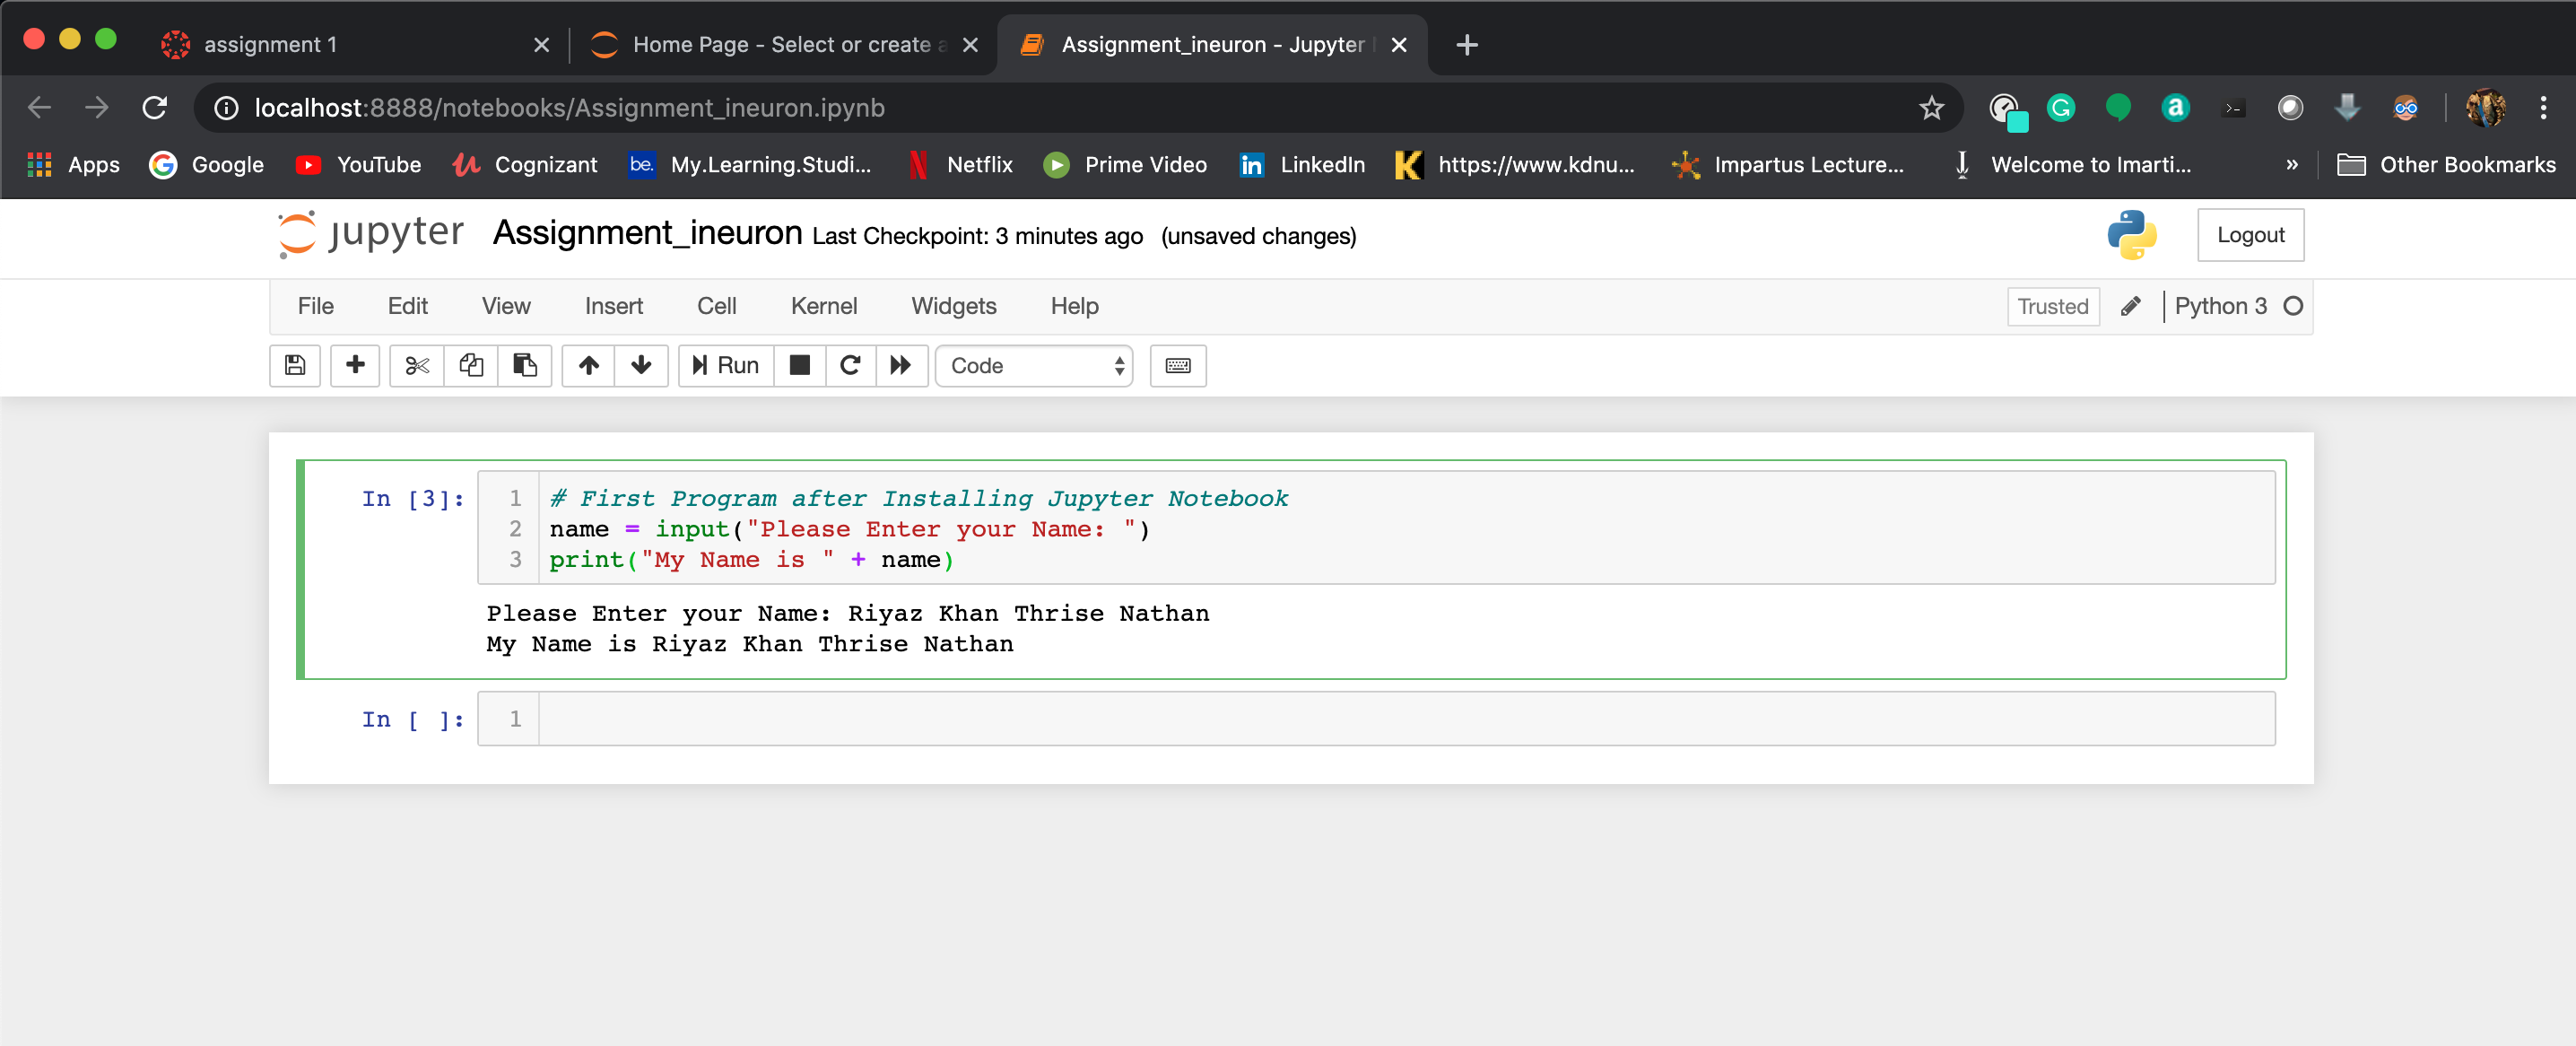 assignment 1
Home Page - Select or create a
Assignment_ineuron - Jupyter
localhost:8888/notebooks/Assignment_ineuron.ipynb
Apps Google YouTube Cognizant be. My.Learning.Studi... Netflix Prime Video LinkedIn https://www.kdnu... Impartus Lecture... Welcome to Imarti... » Other Bookmarks
jupyter Assignment_ineuron Last Checkpoint: 3 minutes ago (unsaved changes) Logout
File Edit View Insert Cell Kernel Widgets Help Trusted Python 3
Run Code
In [3]: 1 # First Program after Installing Jupyter Notebook
2 name = input("Please Enter your Name: ")
3 print("My Name is " + name)
Please Enter your Name: Riyaz Khan Thrise Nathan
My Name is Riyaz Khan Thrise Nathan
In [ ]: 1